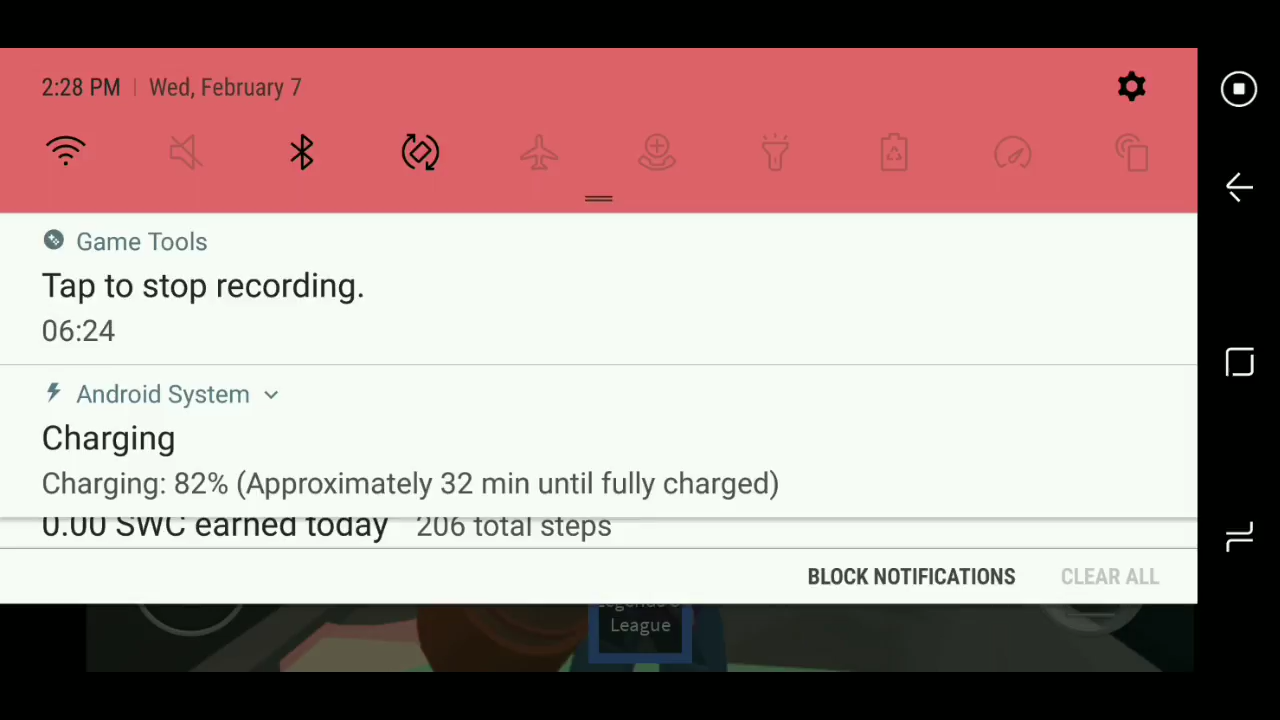 2:28 PM | Wed, February 7
Game Tools
Tap to stop recording.
06:24
Android System
Charging
Charging: 82% (Approximately 32 min until fully charged)
0.00 SWC earned today 206 total steps
BLOCK NOTIFICATIONS CLEAR ALL
Legends
League